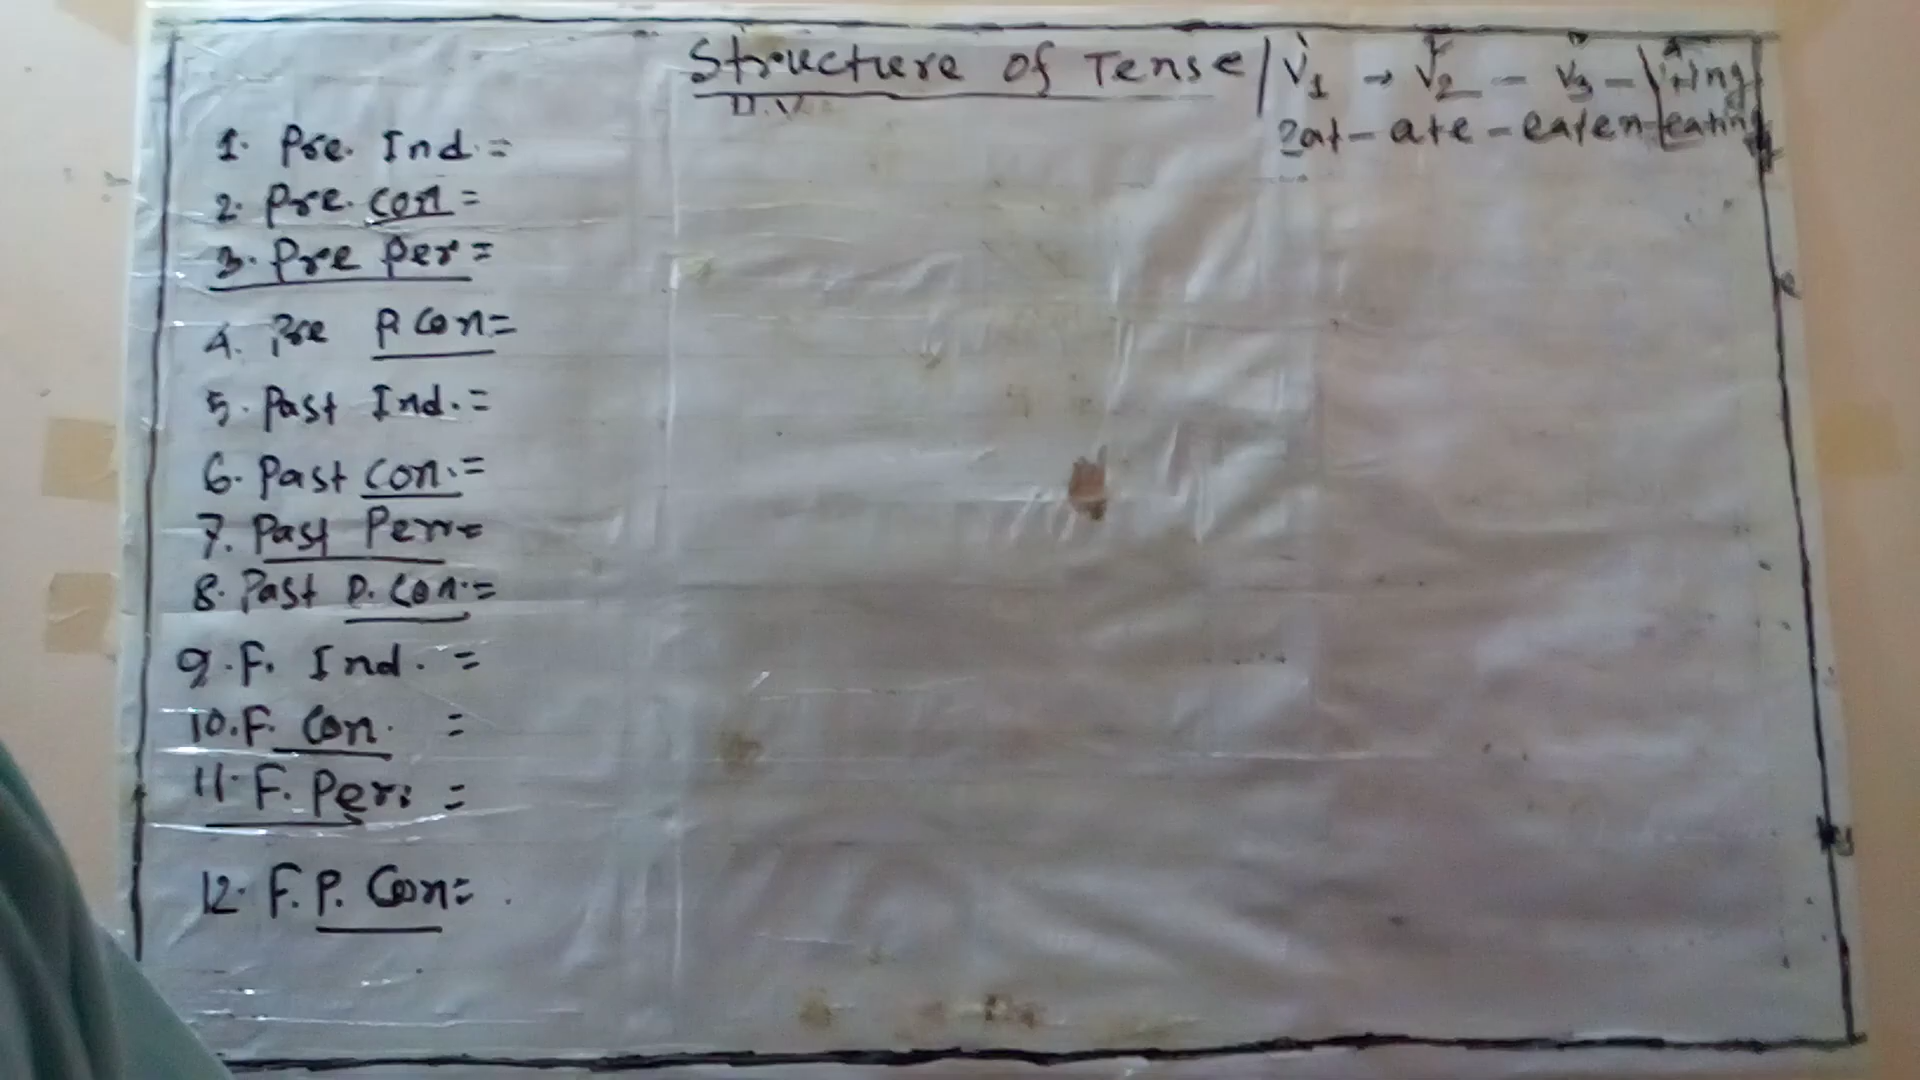 Structure of Tense / V1 → V2 – V3 – Ving
eat – ate – eaten – eating
1. Pre. Ind. =
2. Pre. con =
3. Pre Per =
4. Pre P. Con =
5. Past Ind. =
6. Past con. =
7. Past Per =
8. Past P. Con. =
9. F. Ind. =
10. F. Con. =
11. F. Per. =
12. F. P. Con =